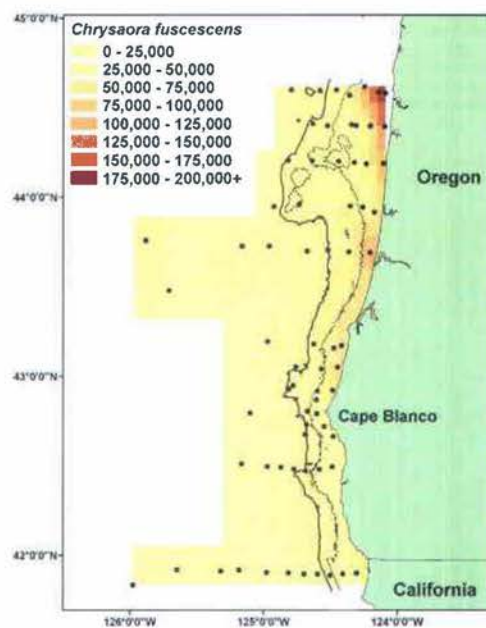 45°0'0"N
Chrysaora fuscescens
0 - 25,000
25,000 - 50,000
50,000 - 75,000
75,000 - 100,000
100,000 - 125,000
125,000 - 150,000
150,000 - 175,000
175,000 - 200,000+
Oregon
44°0'0"N
43°0'0"N
Cape Blanco
42°0'0"N
California
126°0'0"W
125°0'0"W
124°0'0"W